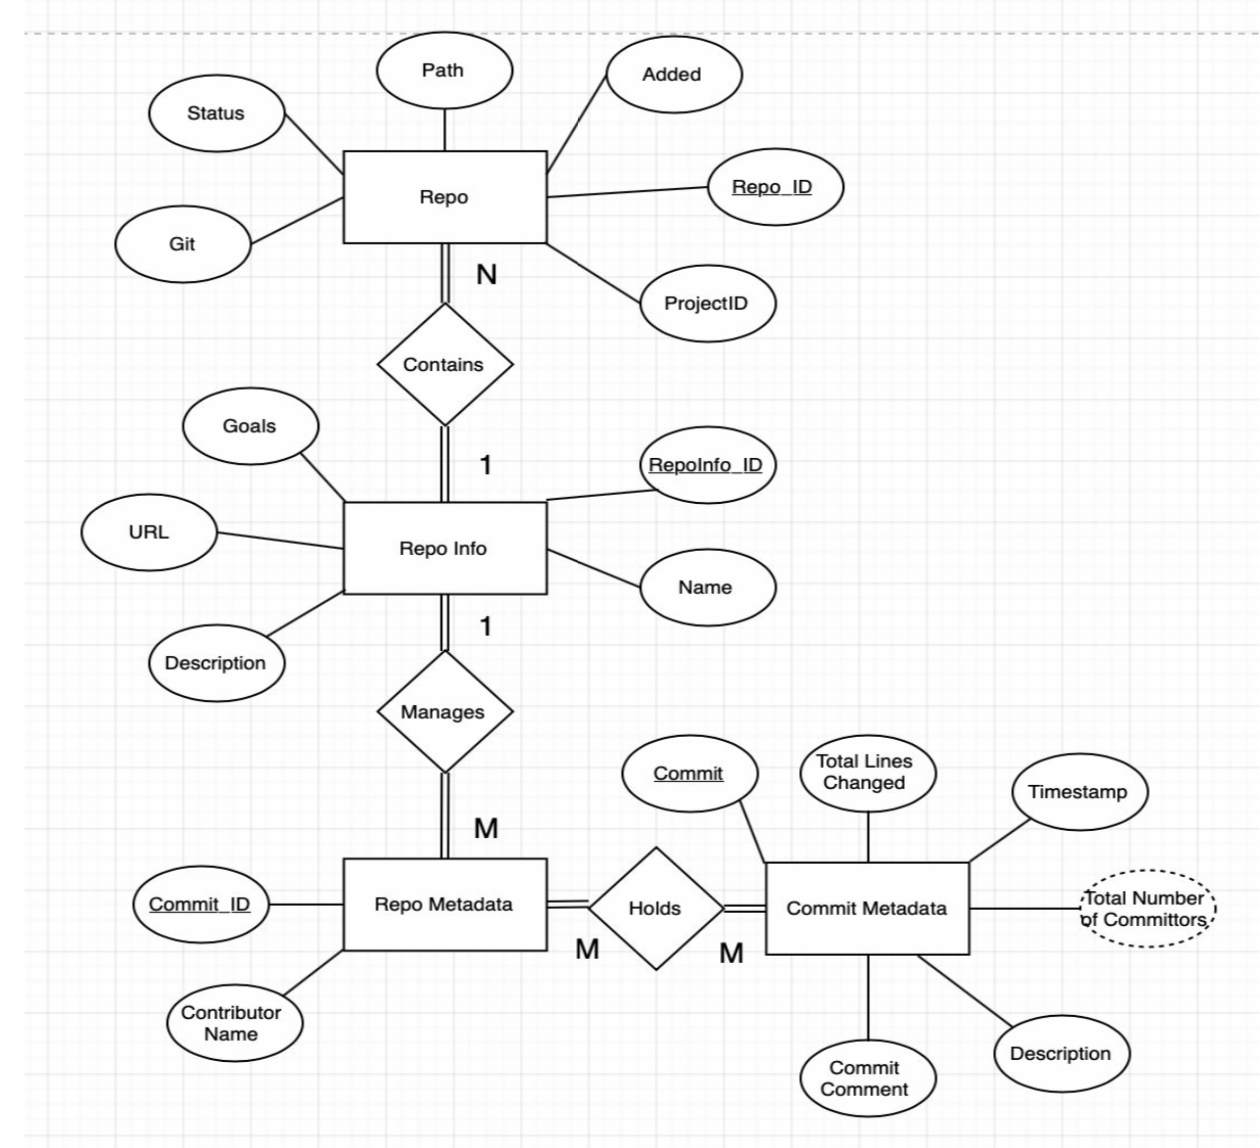 Path
Added
Status
Repo_ID
Repo
Git
N
ProjectID
Contains
Goals
1
RepoInfo_ID
URL
Repo Info
Name
1
Description
Manages
Commit
Total Lines
Changed
Timestamp
M
Commit_ID
Repo Metadata
Holds
Commit Metadata
Total Number
of Committors
M
M
Contributor
Name
Commit
Comment
Description